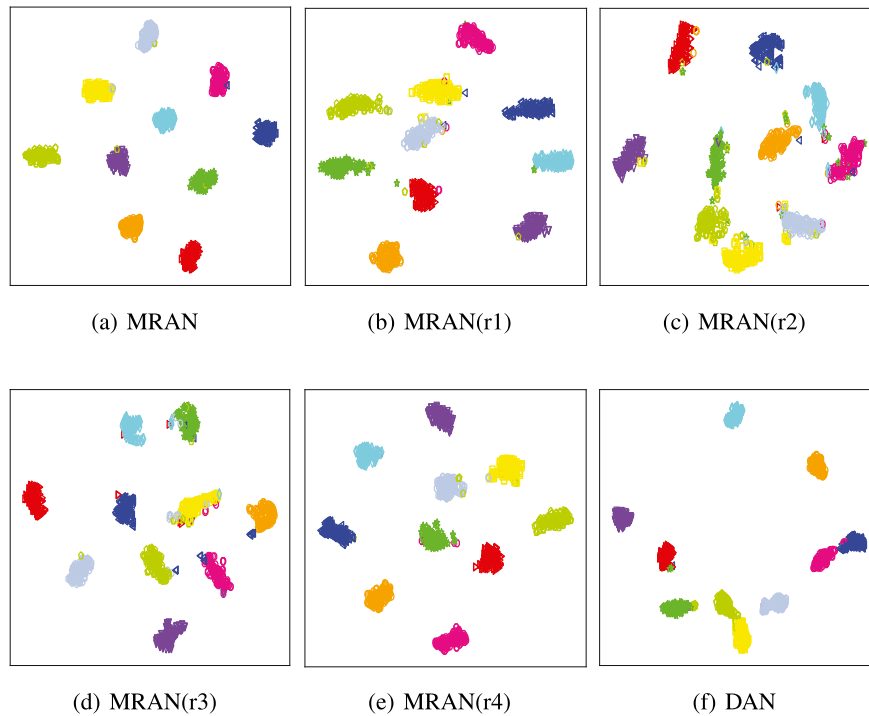 (a) MRAN
(b) MRAN(r1)
(c) MRAN(r2)
(d) MRAN(r3)
(e) MRAN(r4)
(f) DAN